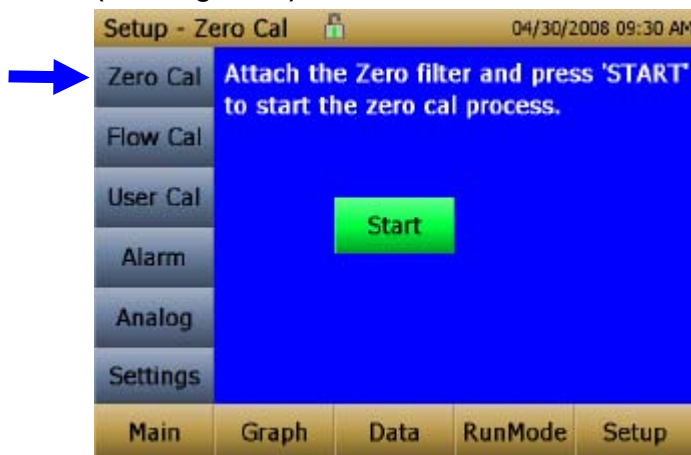 Setup - Zero Cal 04/30/2008 09:30 AM
Zero Cal
Attach the Zero filter and press 'START'
to start the zero cal process.
Flow Cal
User Cal
Start
Alarm
Analog
Settings
Main Graph Data RunMode Setup